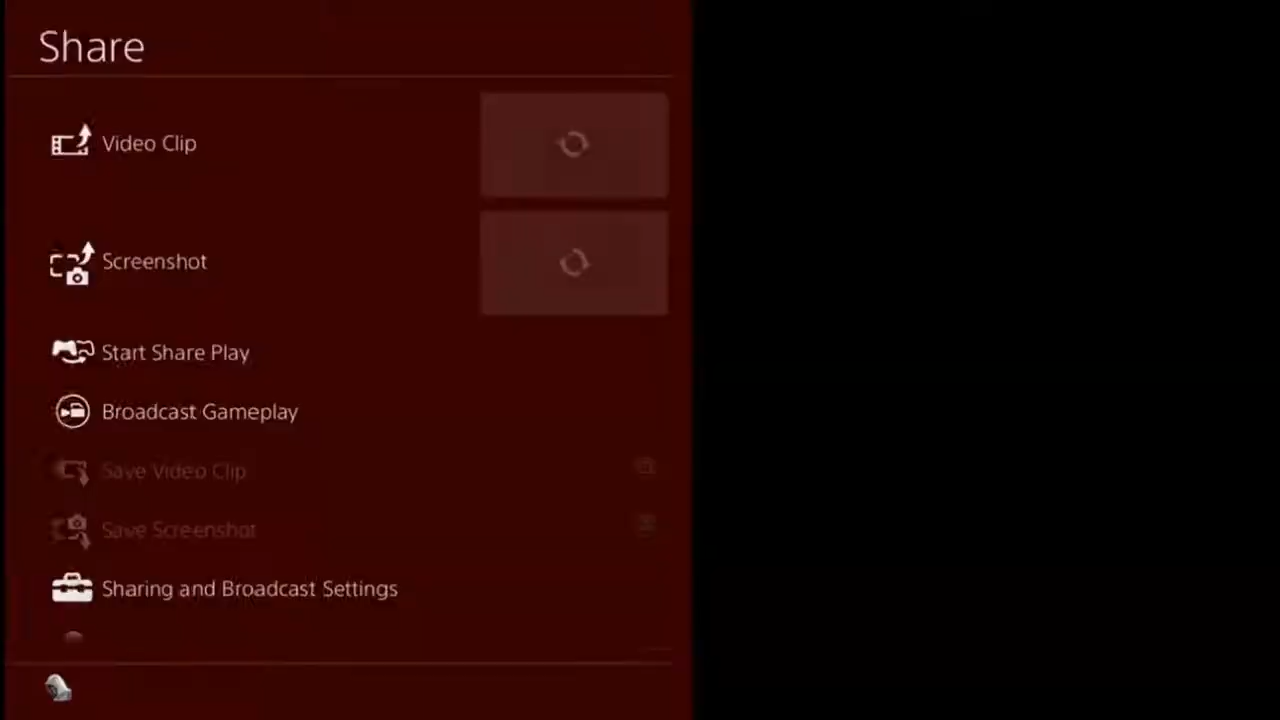 Share
Video Clip
Screenshot
Start Share Play
Broadcast Gameplay
Save Video Clip
Save Screenshot
Sharing and Broadcast Settings